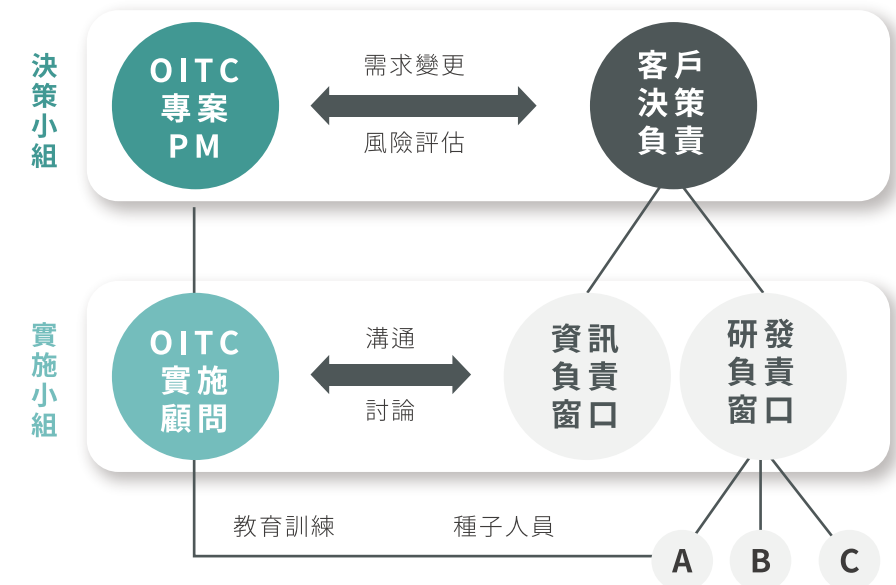 決策小組
OITC
專案
PM
需求變更
風險評估
客戶
決策
負責
實施小組
OITC
實施
顧問
溝通
討論
資訊
負責
窗口
研發
負責
窗口
教育訓練
種子人員
A
B
C